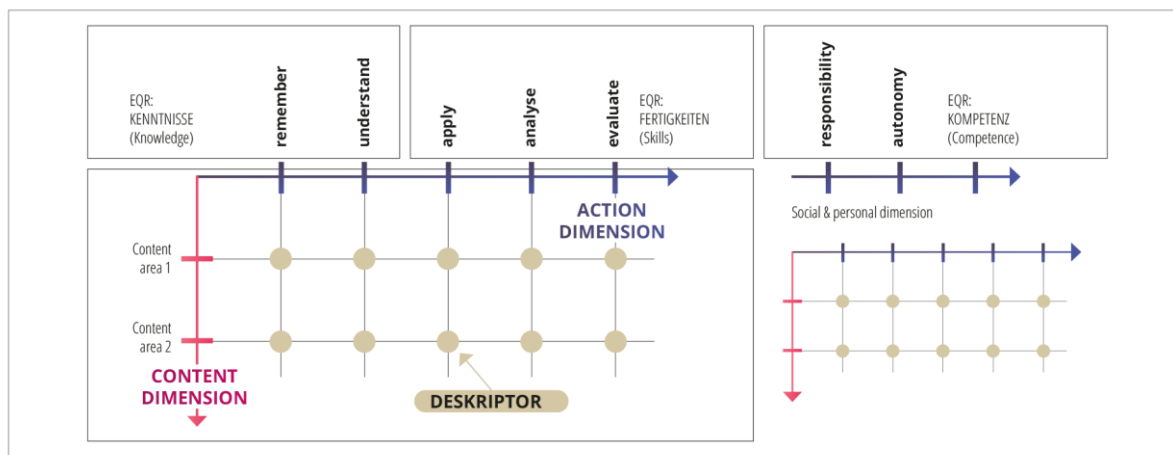 EQR:
KENNTNISSE
(Knowledge)
remember
understand
apply
analyse
evaluate
EQR:
FERTIGKEITEN
(Skills)
responsibility
autonomy
EQR:
KOMPETENZ
(Competence)
ACTION
DIMENSION
Content
area 1
Content
area 2
CONTENT
DIMENSION
DESKRIPTOR
Social & personal dimension